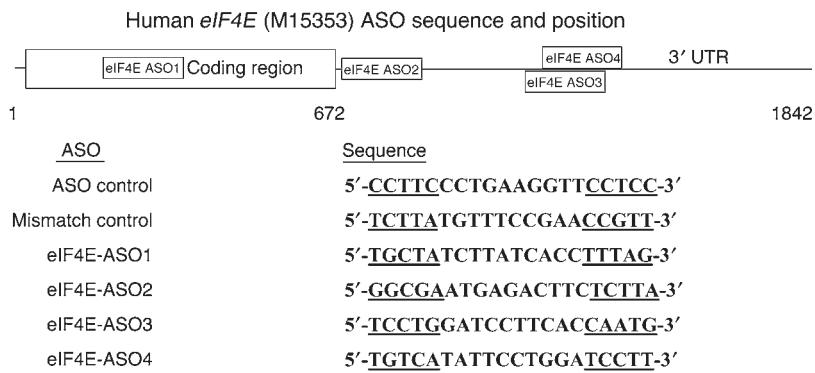 Human eIF4E (M15353) ASO sequence and position
eIF4E ASO1 Coding region eIF4E ASO2 eIF4E ASO4 3′ UTR
eIF4E ASO3
1 672 1842
ASO Sequence
ASO control 5′-CCTTCCCTGAAGGTTCCTCC-3′
Mismatch control 5′-TCTTATGTTTCCGAACCGTT-3′
eIF4E-ASO1 5′-TGCTATCTTATCACCTTTAG-3′
eIF4E-ASO2 5′-GGCGAATGAGACTTCTCTTA-3′
eIF4E-ASO3 5′-TCCTGGATCCTTCACCAATG-3′
eIF4E-ASO4 5′-TGTCATATTCCTGGATCCTT-3′